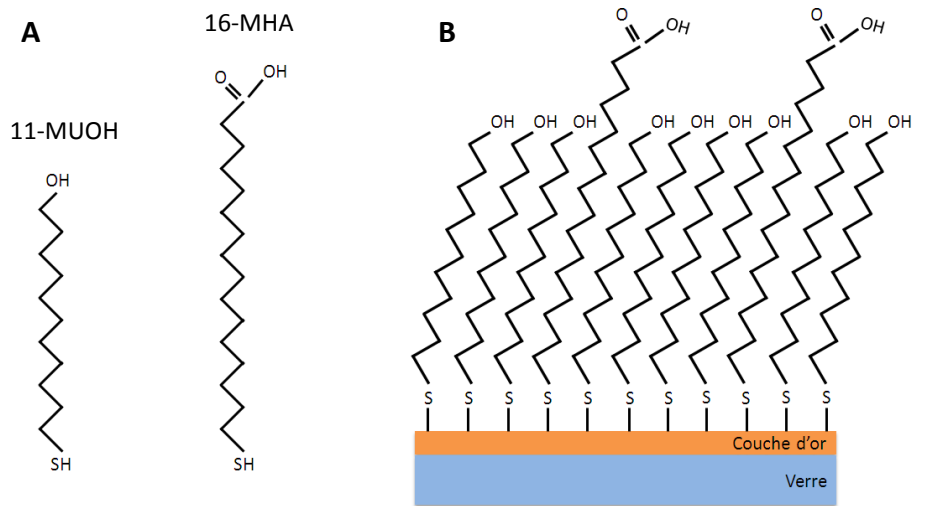 A
16-MHA
O OH
11-MUOH
OH
SH
SH
B
O OH O OH
OH OH OH OH OH OH OH OH OH
S S S S S S S S S S S
Couche d'or
Verre